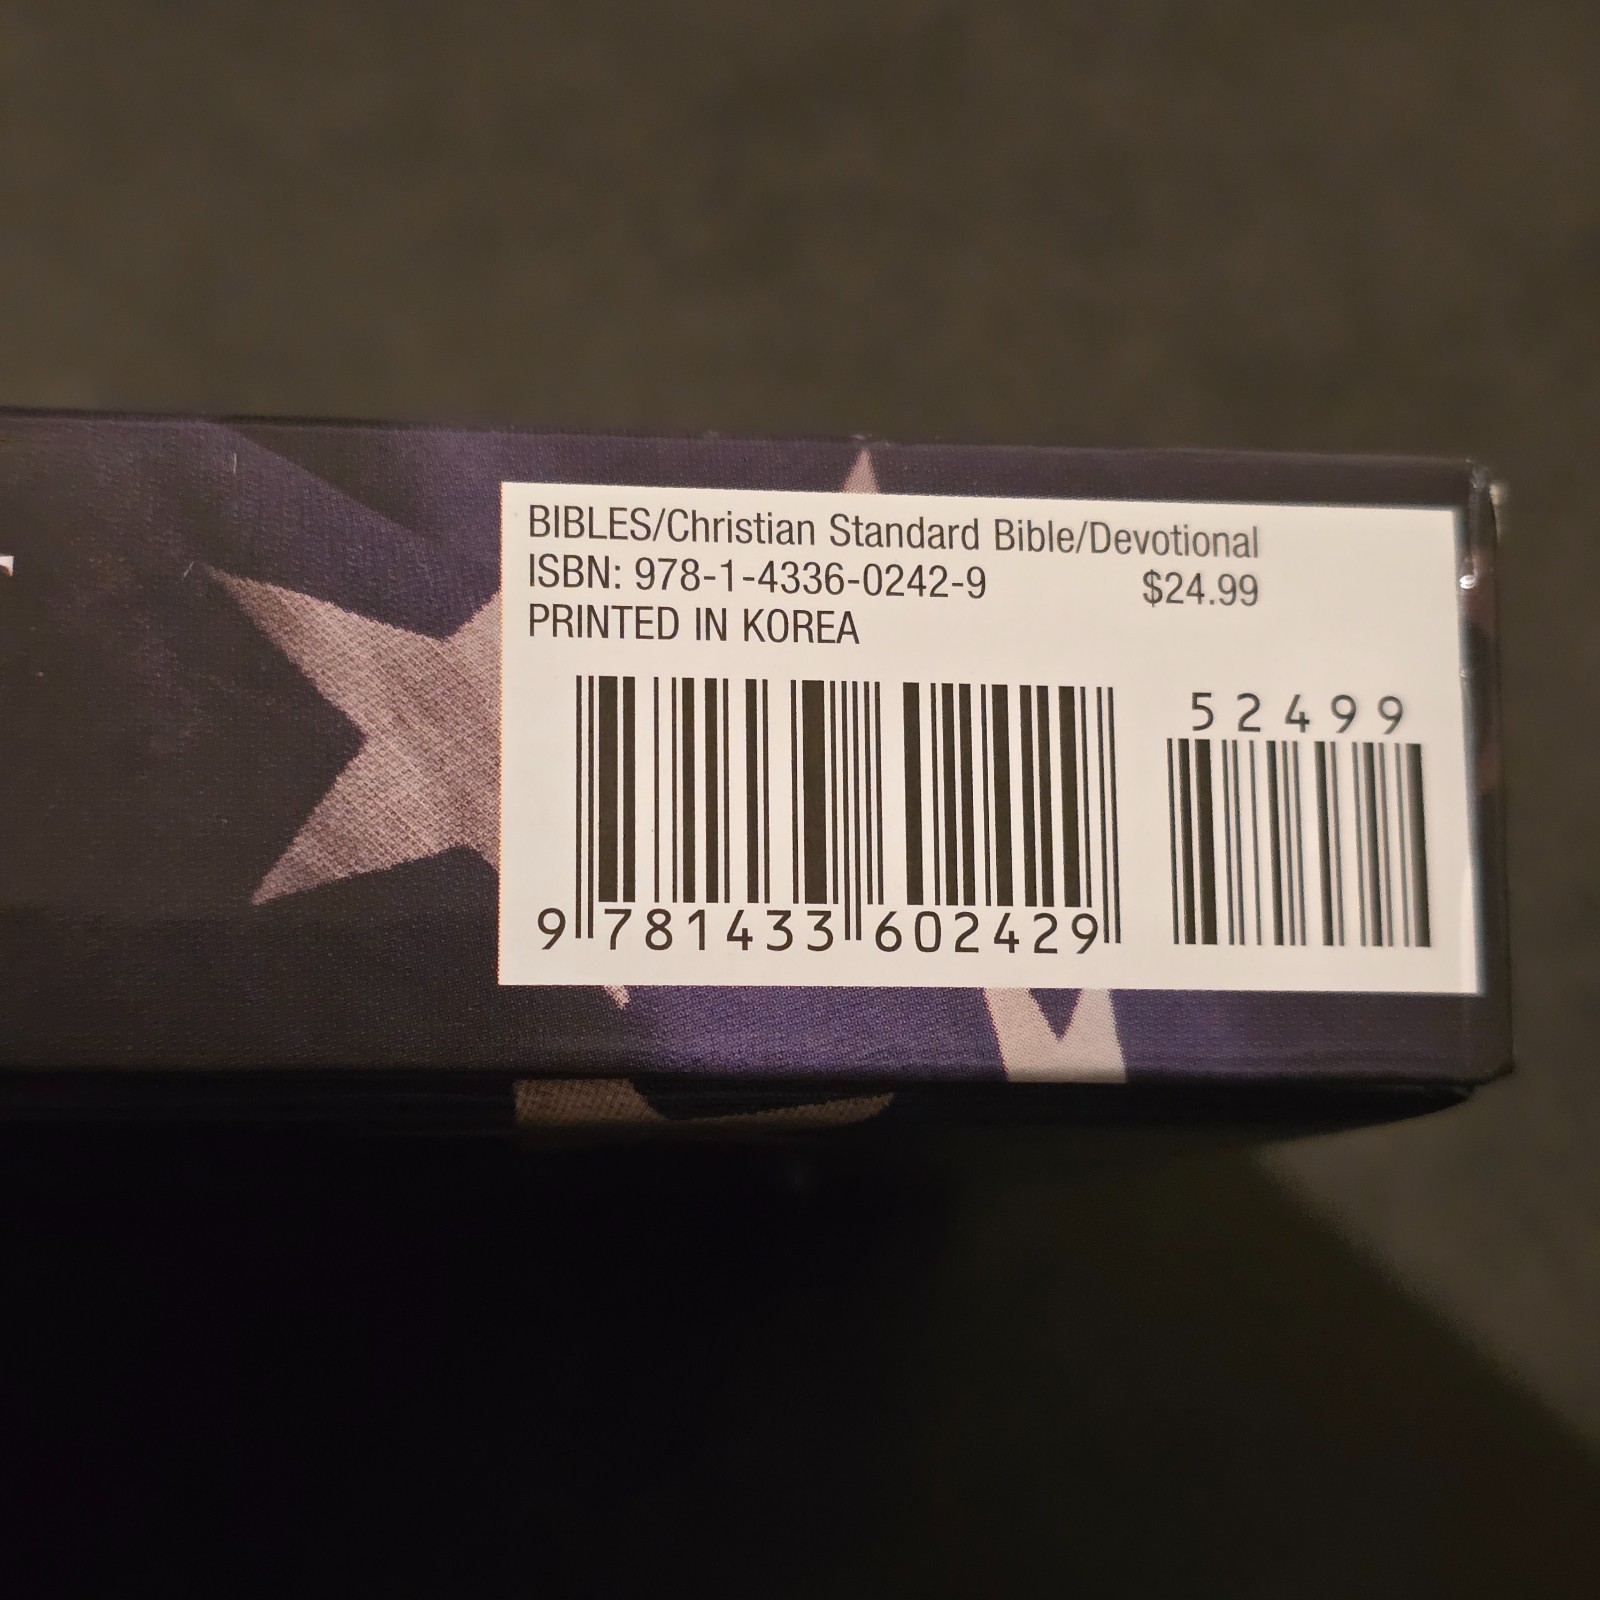 BIBLES/Christian Standard Bible/Devotional
ISBN: 978-1-4336-0242-9 $24.99
PRINTED IN KOREA
52499
9 781433 602429